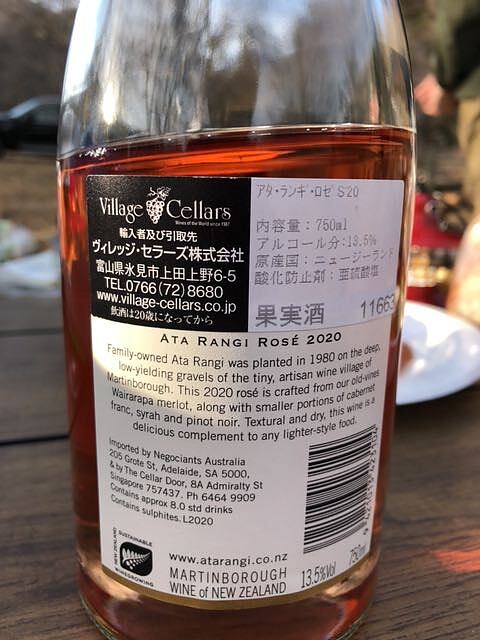 Village Cellars
Wines of the World since 1987
輸入者及び引取先
ヴィレッジ・セラーズ株式会社
富山県氷見市上田上野6-5
TEL.0766(72)8680
www.village-cellars.co.jp
飲酒は20歳になってから
アタ・ランギ・ロゼ S20
内容量:750ml
アルコール分:13.5%
原産国:ニュージーランド
酸化防止剤:亜硫酸塩
果実酒 11663
ATA RANGI ROSÉ 2020
Family-owned Ata Rangi was planted in 1980 on the deep,
low-yielding gravels of the tiny, artisan wine village of
Martinborough. This 2020 rosé is crafted from our old-vines
Wairarapa merlot, along with smaller portions of cabernet
franc, syrah and pinot noir. Textural and dry, this wine is a
delicious complement to any lighter-style food.
Imported by Negociants Australia
205 Grote St, Adelaide, SA 5000,
& by The Cellar Door, 8A Admiralty St
Singapore 757437. Ph 6464 9909
Contains approx 8.0 std drinks
Contains sulphites. L2020
NEW ZEALAND
SUSTAINABLE
WINEGROWING
www.atarangi.co.nz
MARTINBOROUGH
WINE of NEW ZEALAND
13.5%Vol
750ml